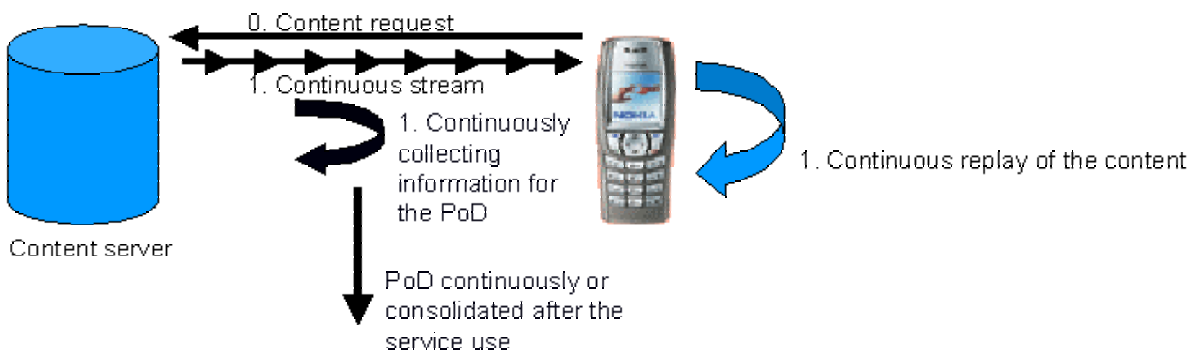 0. Content request
1. Continuous stream
1. Continuously
collecting
information for
the PoD
NOKIA
1. Continuous replay of the content
Content server
PoD continuously or
consolidated after the
service use